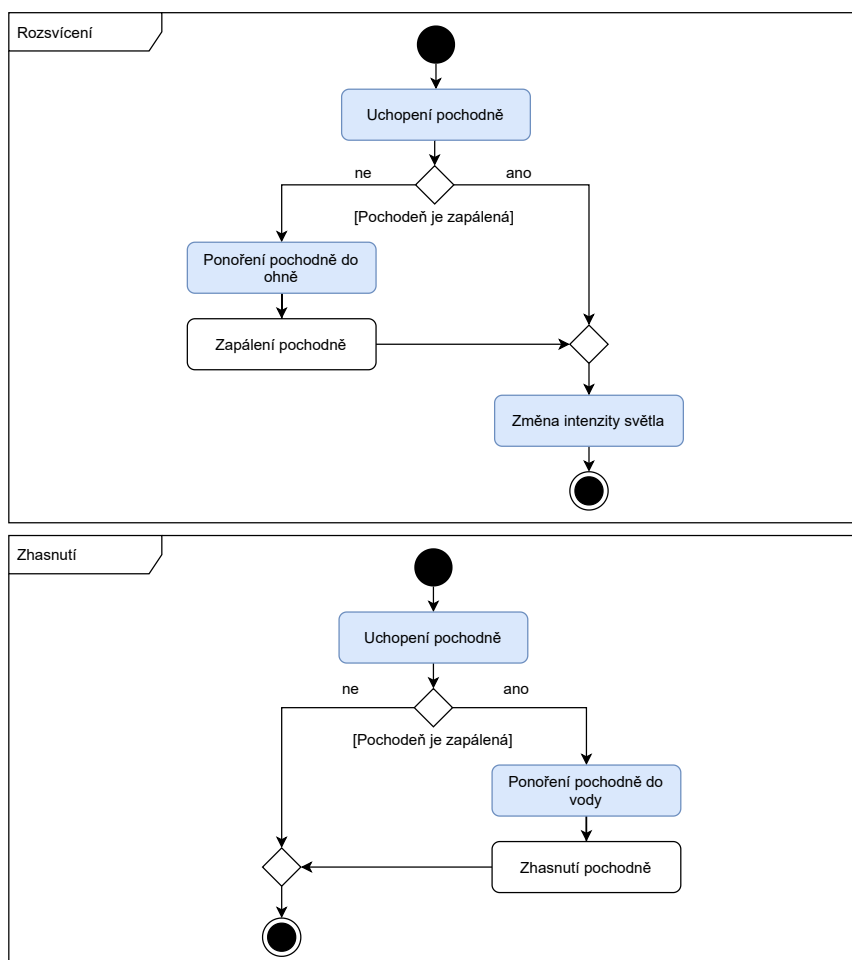 Rozsvícení
Uchopení pochodně
ne
ano
[Pochodeň je zapálená]
Ponoření pochodně do
ohně
Zapálení pochodně
Změna intenzity světla
Zhasnutí
Uchopení pochodně
ne
ano
[Pochodeň je zapálená]
Ponoření pochodně do
vody
Zhasnutí pochodně